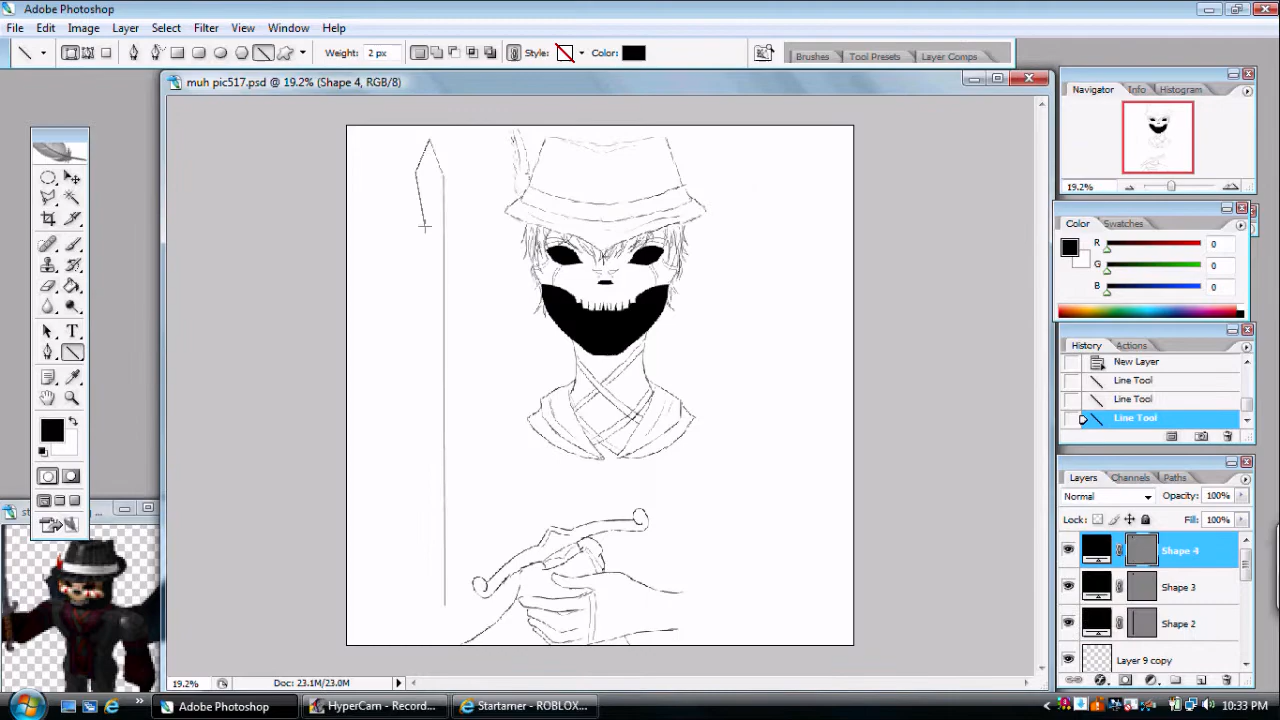 Adobe Photoshop
File Edit Image Layer Select Filter View Window Help
Weight: 2 px Style: Color:
Brushes Tool Presets Layer Comps
muh pic517.psd @ 19.2% (Shape 4, RGB/8)
Navigator Info Histogram
19.2%
Color Swatches
R 0
G 0
B 0
History Actions
New Layer
Line Tool
Line Tool
Line Tool
Layers Channels Paths
Normal Opacity: 100%
Lock: Fill: 100%
Shape 4
Shape 3
Shape 2
Layer 9 copy
T
19.2% Doc: 23.1M/23.0M
Adobe Photoshop HyperCam - Record... Startarner - ROBLOX... 10:33 PM